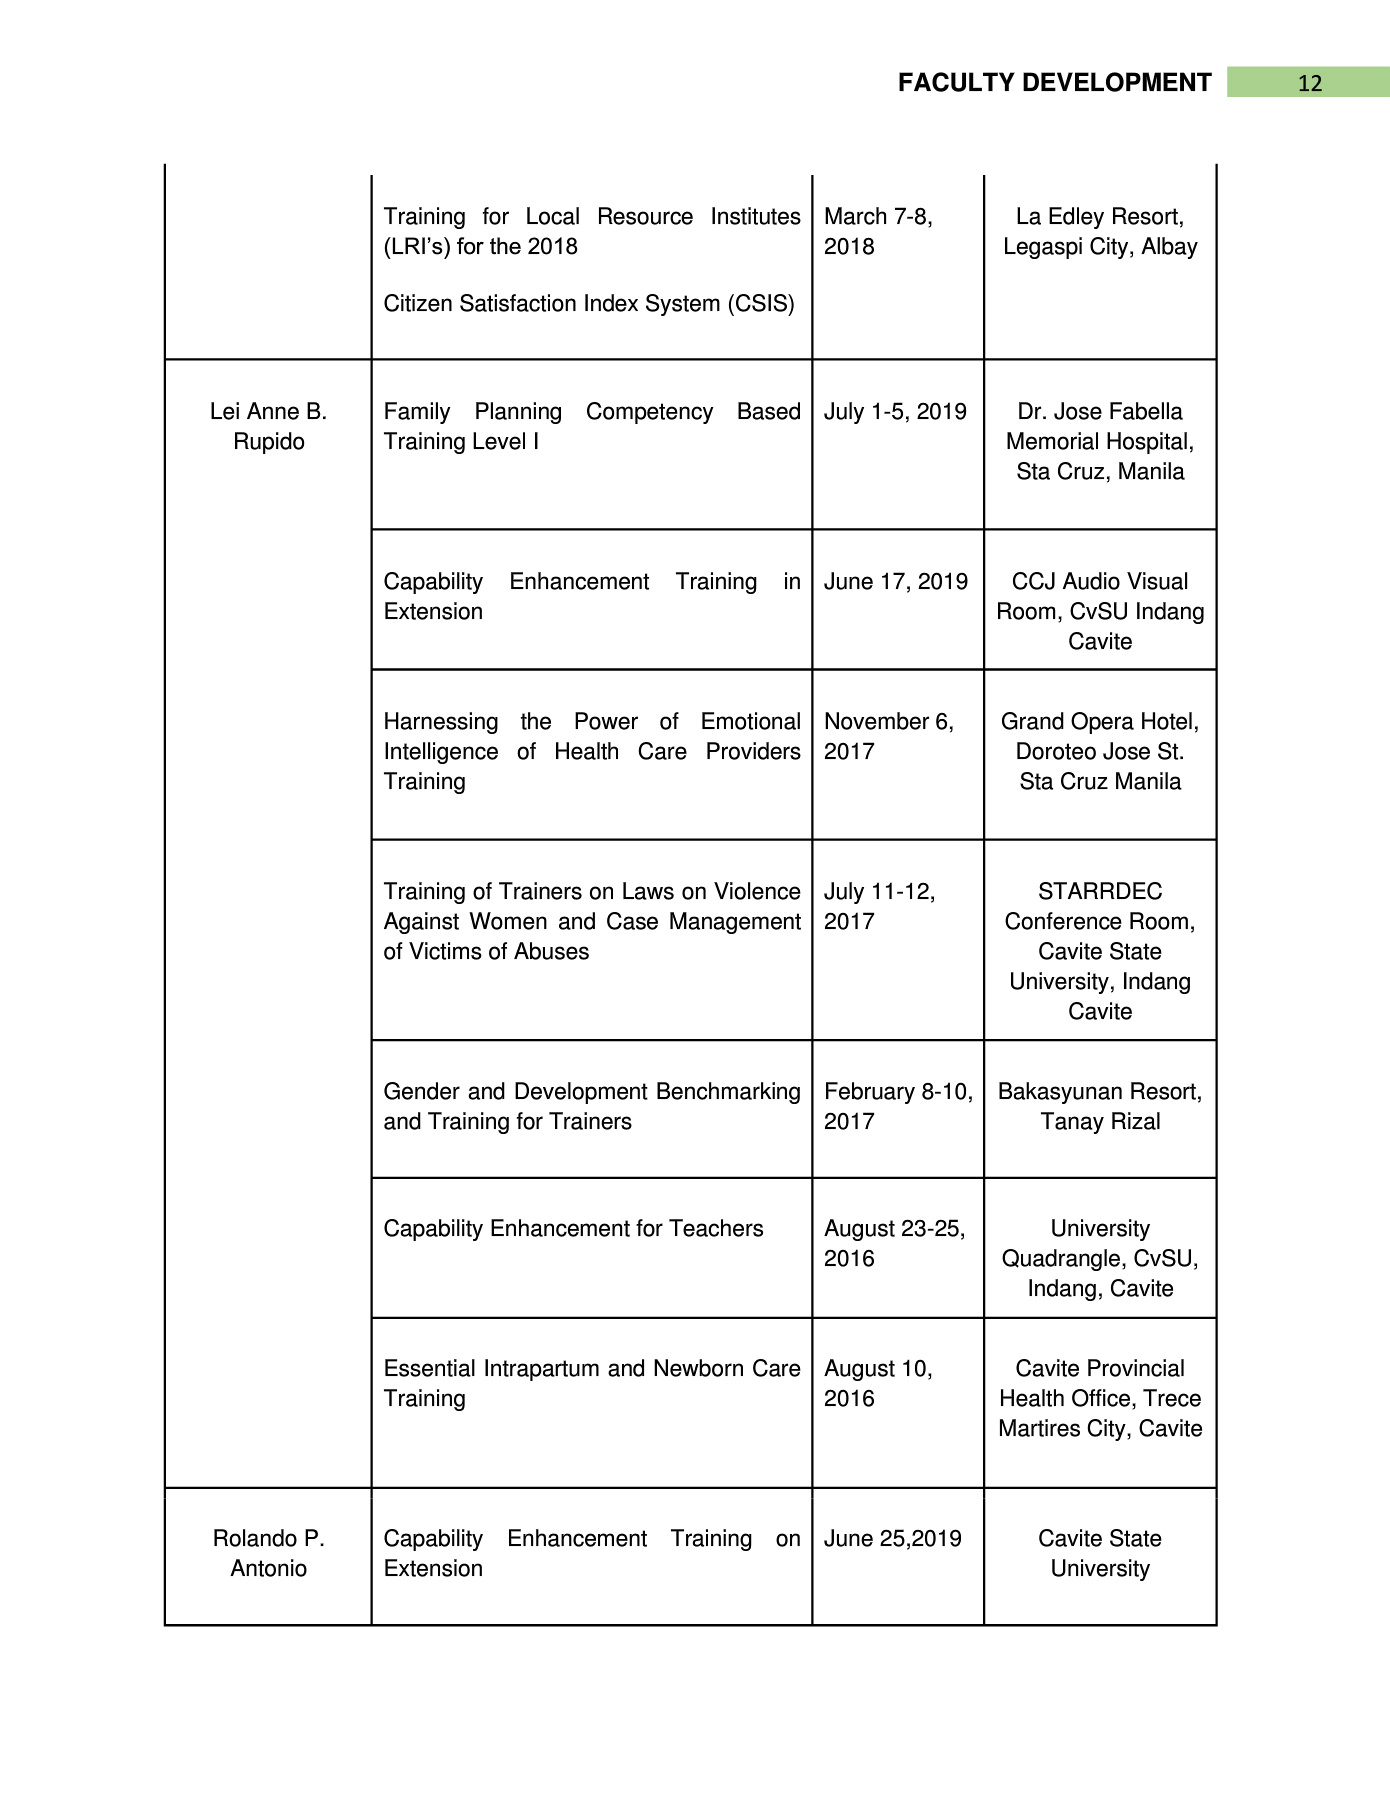 FACULTY DEVELOPMENT 12
Training for Local Resource Institutes
(LRI’s) for the 2018
Citizen Satisfaction Index System (CSIS)
March 7-8,
2018
La Edley Resort,
Legaspi City, Albay
Lei Anne B.
Rupido
Family Planning Competency Based
Training Level I
July 1-5, 2019
Dr. Jose Fabella
Memorial Hospital,
Sta Cruz, Manila
Capability Enhancement Training in
Extension
June 17, 2019
CCJ Audio Visual
Room, CvSU Indang
Cavite
Harnessing the Power of Emotional
Intelligence of Health Care Providers
Training
November 6,
2017
Grand Opera Hotel,
Doroteo Jose St.
Sta Cruz Manila
Training of Trainers on Laws on Violence
Against Women and Case Management
of Victims of Abuses
July 11-12,
2017
STARRDEC
Conference Room,
Cavite State
University, Indang
Cavite
Gender and Development Benchmarking
and Training for Trainers
February 8-10,
2017
Bakasyunan Resort,
Tanay Rizal
Capability Enhancement for Teachers
August 23-25,
2016
University
Quadrangle, CvSU,
Indang, Cavite
Essential Intrapartum and Newborn Care
Training
August 10,
2016
Cavite Provincial
Health Office, Trece
Martires City, Cavite
Rolando P.
Antonio
Capability Enhancement Training on
Extension
June 25,2019
Cavite State
University